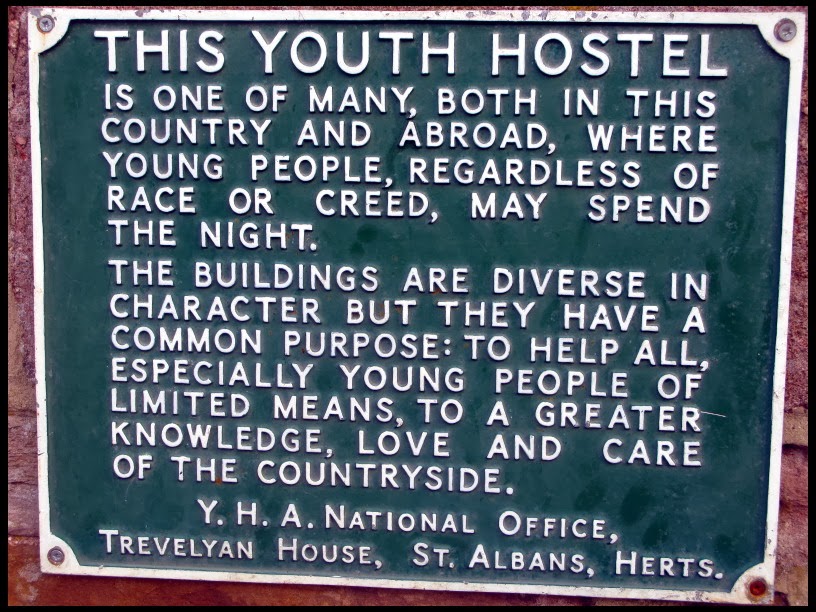 THIS YOUTH HOSTEL
IS ONE OF MANY, BOTH IN THIS
COUNTRY AND ABROAD, WHERE
YOUNG PEOPLE, REGARDLESS OF
RACE OR CREED, MAY SPEND
THE NIGHT.
THE BUILDINGS ARE DIVERSE IN
CHARACTER BUT THEY HAVE A
COMMON PURPOSE: TO HELP ALL,
ESPECIALLY YOUNG PEOPLE OF
LIMITED MEANS, TO A GREATER
KNOWLEDGE, LOVE AND CARE
OF THE COUNTRYSIDE.
Y. H. A. NATIONAL OFFICE,
TREVELYAN HOUSE, ST. ALBANS, HERTS.